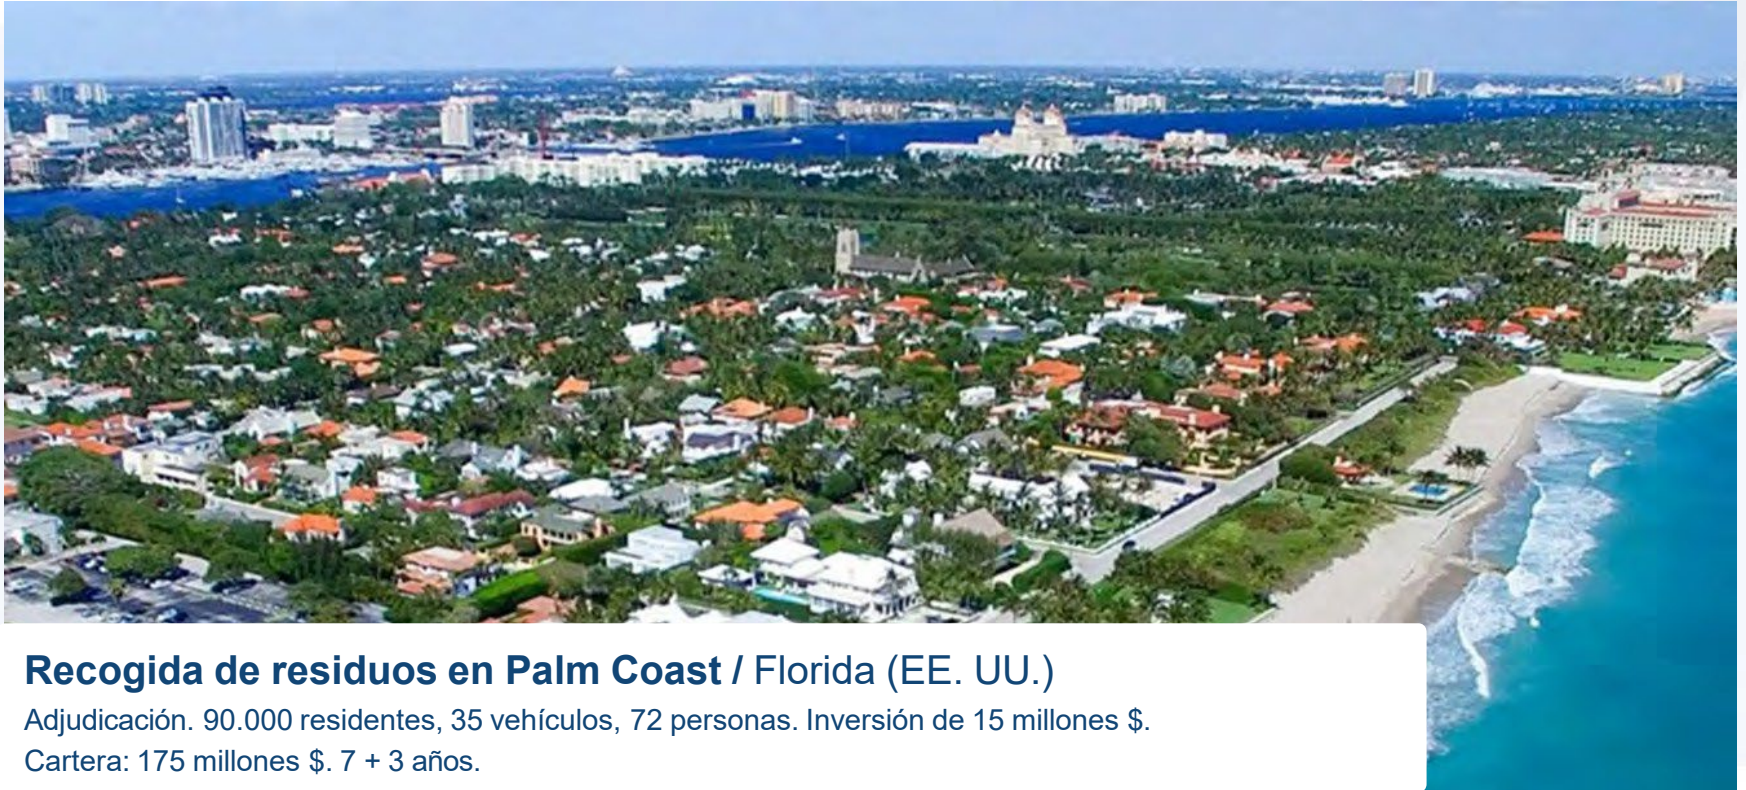 Recogida de residuos en Palm Coast / Florida (EE. UU.)
Adjudicación. 90.000 residentes, 35 vehículos, 72 personas. Inversión de 15 millones $.
Cartera: 175 millones $. 7 + 3 años.